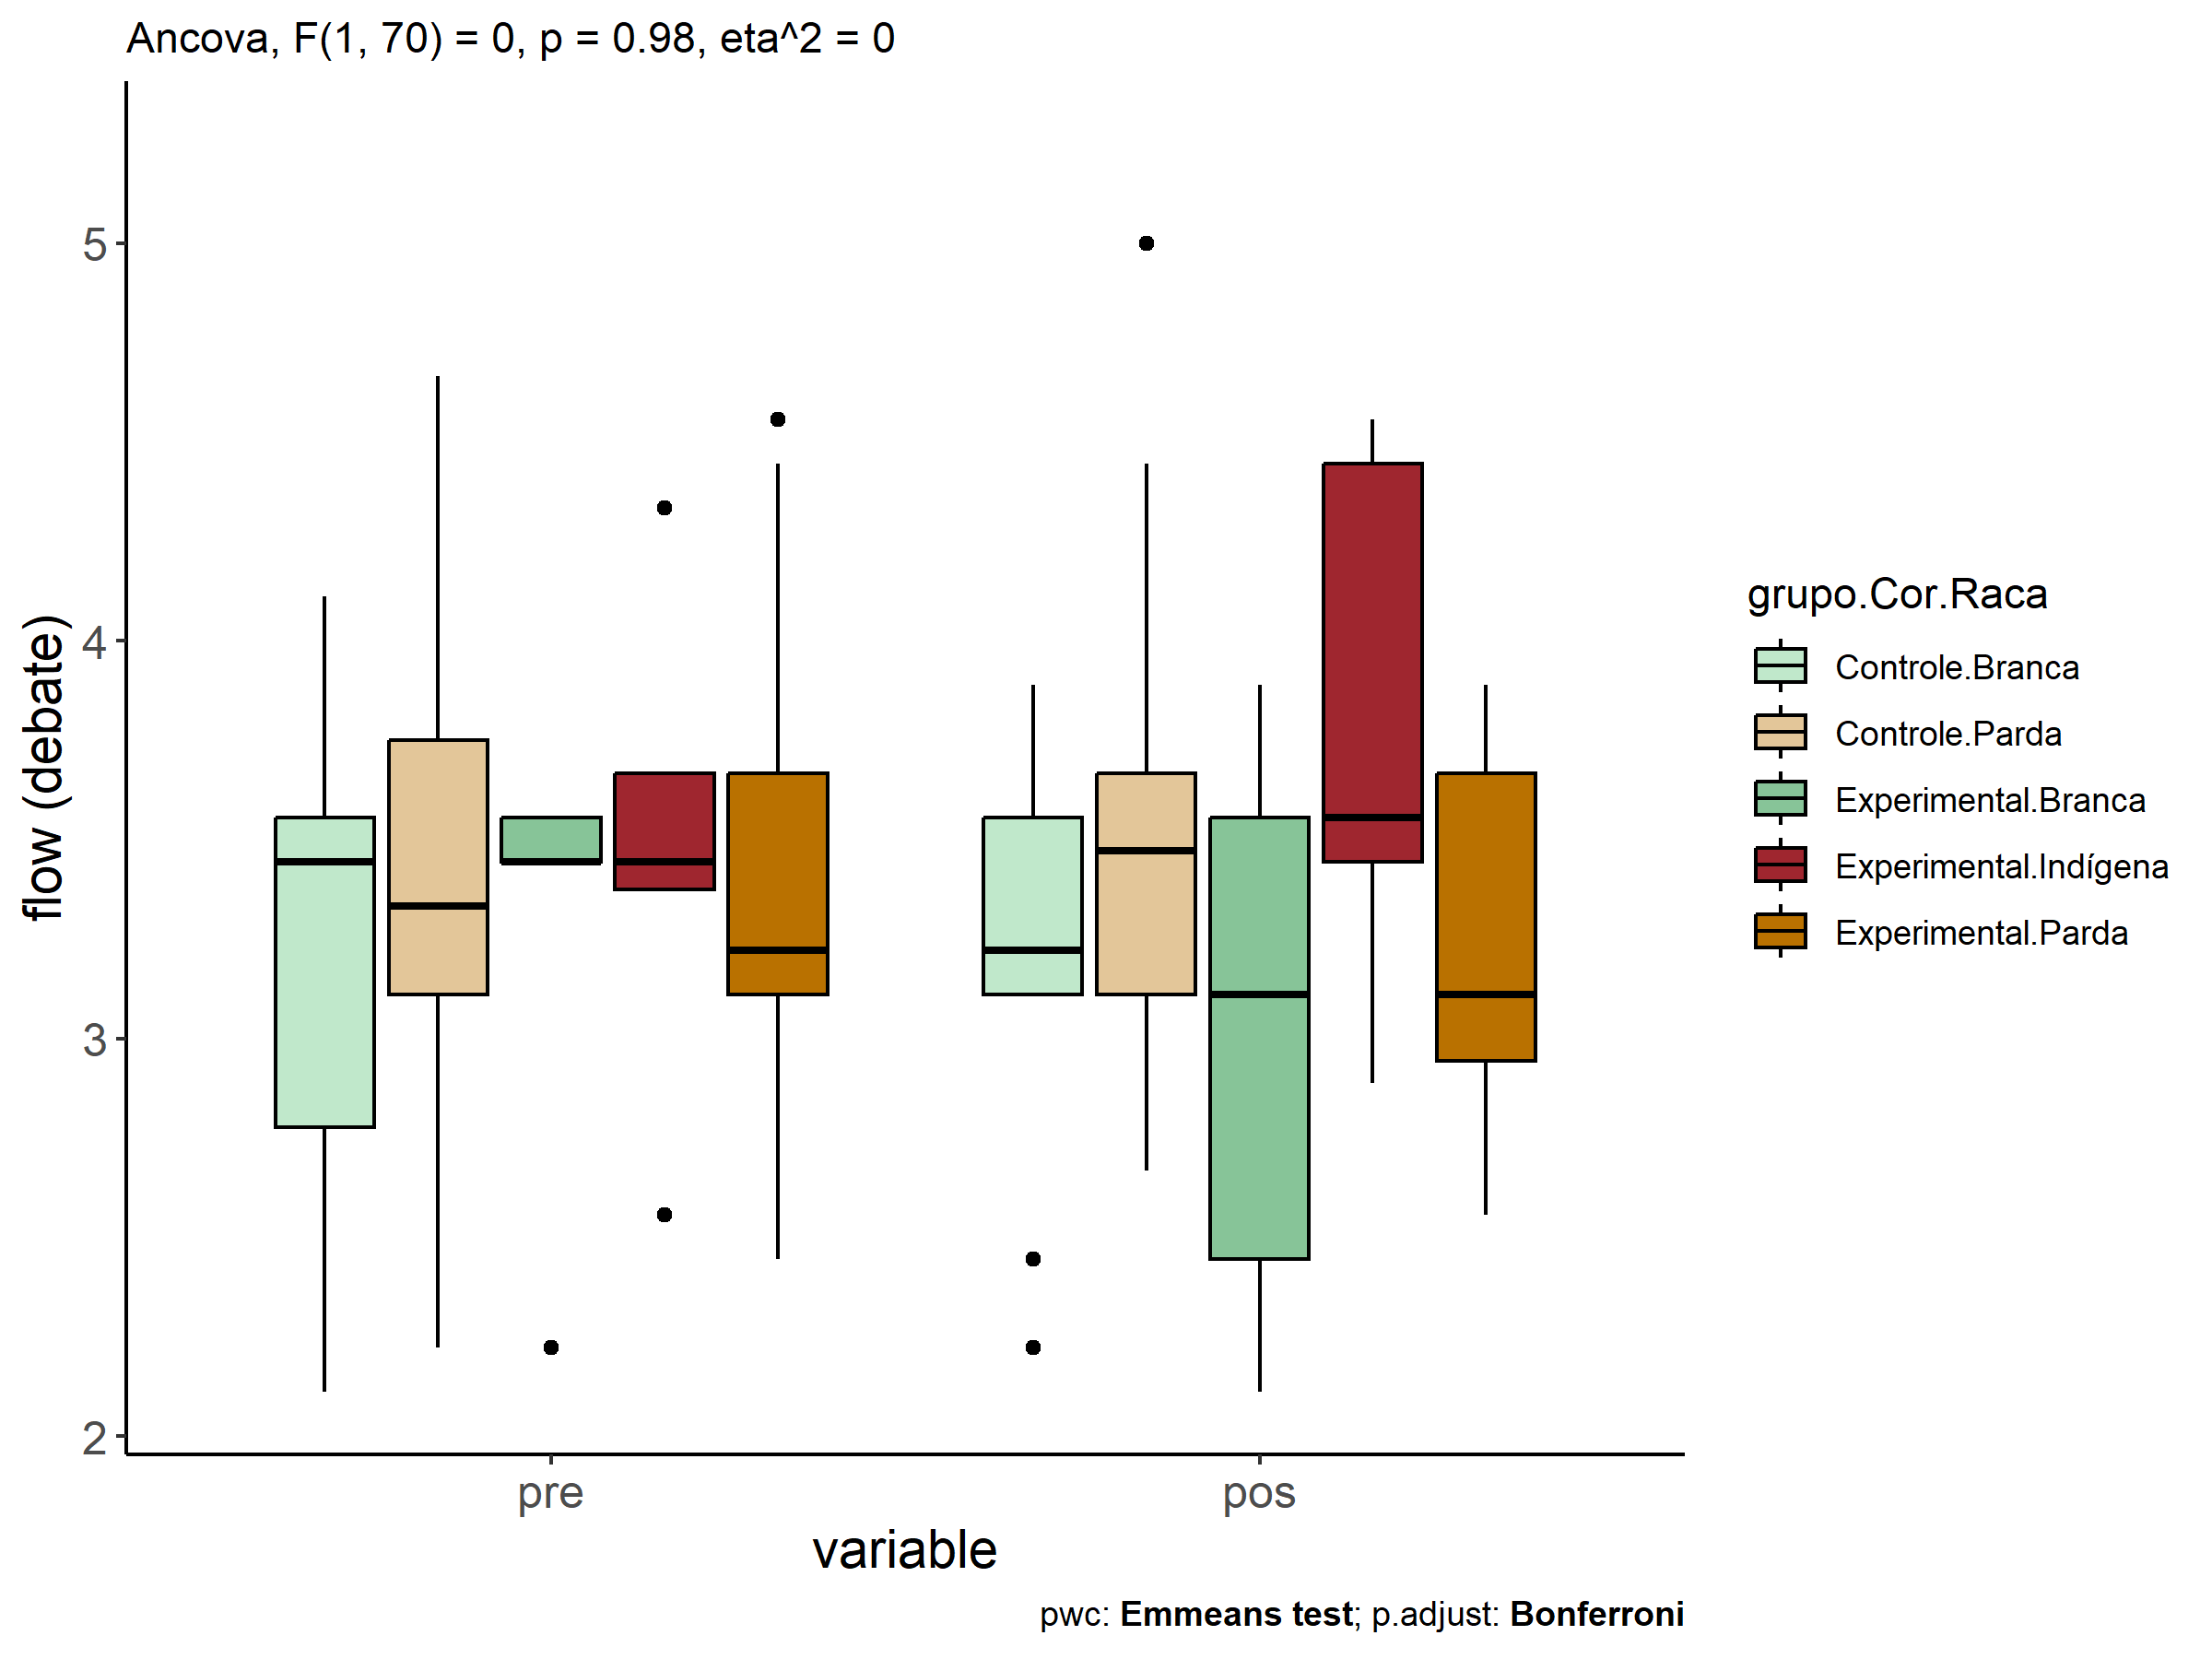 Ancova, F(1, 70) = 0, p = 0.98, eta^2 = 0
flow (debate)
5
4
3
2
pre
pos
variable
grupo.Cor.Raca
Controle.Branca
Controle.Parda
Experimental.Branca
Experimental.Indígena
Experimental.Parda
pwc: Emmeans test; p.adjust: Bonferroni